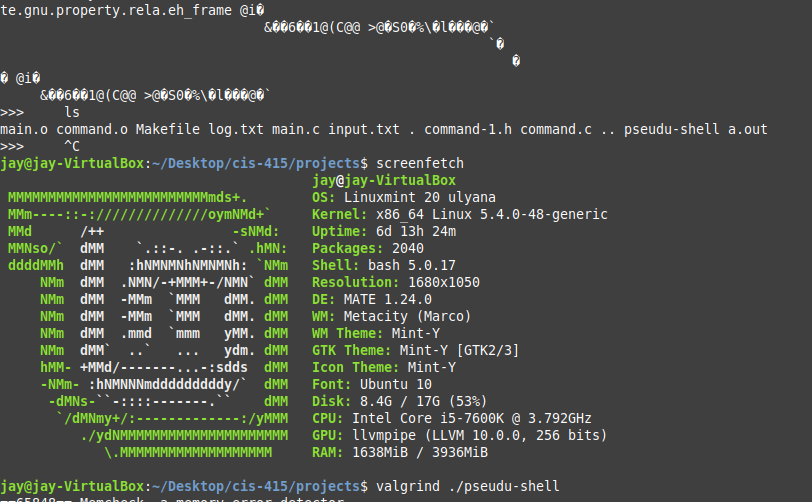 te.gnu.property.rela.eh_frame @i�
&��6��1@(C@@ >@�S0�%\�l���@�`
`�
�
� @i�
&��6��1@(C@@ >@�S0�%\�l���@�`
>>> ls
main.o command.o Makefile log.txt main.c input.txt . command-1.h command.c .. pseudu-shell a.out
>>> ^C
jay@jay-VirtualBox:~/Desktop/cis-415/projects$ screenfetch
jay@jay-VirtualBox
MMMMMMMMMMMMMMMMMMMMMMMMMmds+. OS: Linuxmint 20 ulyana
MMm----::-://////////////oymNMd+` Kernel: x86_64 Linux 5.4.0-48-generic
MMd /++ -sNMd: Uptime: 6d 13h 24m
MMNso/` dMM `.::-. .-::.` .hMN: Packages: 2040
ddddMMh dMM :hNMNMNhNMNMNh: `NMm Shell: bash 5.0.17
NMm dMM .NMN/-+MMM+-/NMN` dMM Resolution: 1680x1050
NMm dMM -MMm `MMM dMM. dMM DE: MATE 1.24.0
NMm dMM -MMm `MMM dMM. dMM WM: Metacity (Marco)
NMm dMM .mmd `mmm yMM. dMM WM Theme: Mint-Y
NMm dMM` ..` ... ydm. dMM GTK Theme: Mint-Y [GTK2/3]
hMM- +MMd/-------...-:sdds dMM Icon Theme: Mint-Y
-NMm- :hNMNNNmdddddddddy/` dMM Font: Ubuntu 10
-dMNs-``-::::-------.`` dMM Disk: 8.4G / 17G (53%)
`/dMNmy+/:-------------:/yMMM CPU: Intel Core i5-7600K @ 3.792GHz
./ydNMMMMMMMMMMMMMMMMMMMMM GPU: llvmpipe (LLVM 10.0.0, 256 bits)
\.MMMMMMMMMMMMMMMMMMM RAM: 1638MiB / 3936MiB
jay@jay-VirtualBox:~/Desktop/cis-415/projects$ valgrind ./pseudu-shell